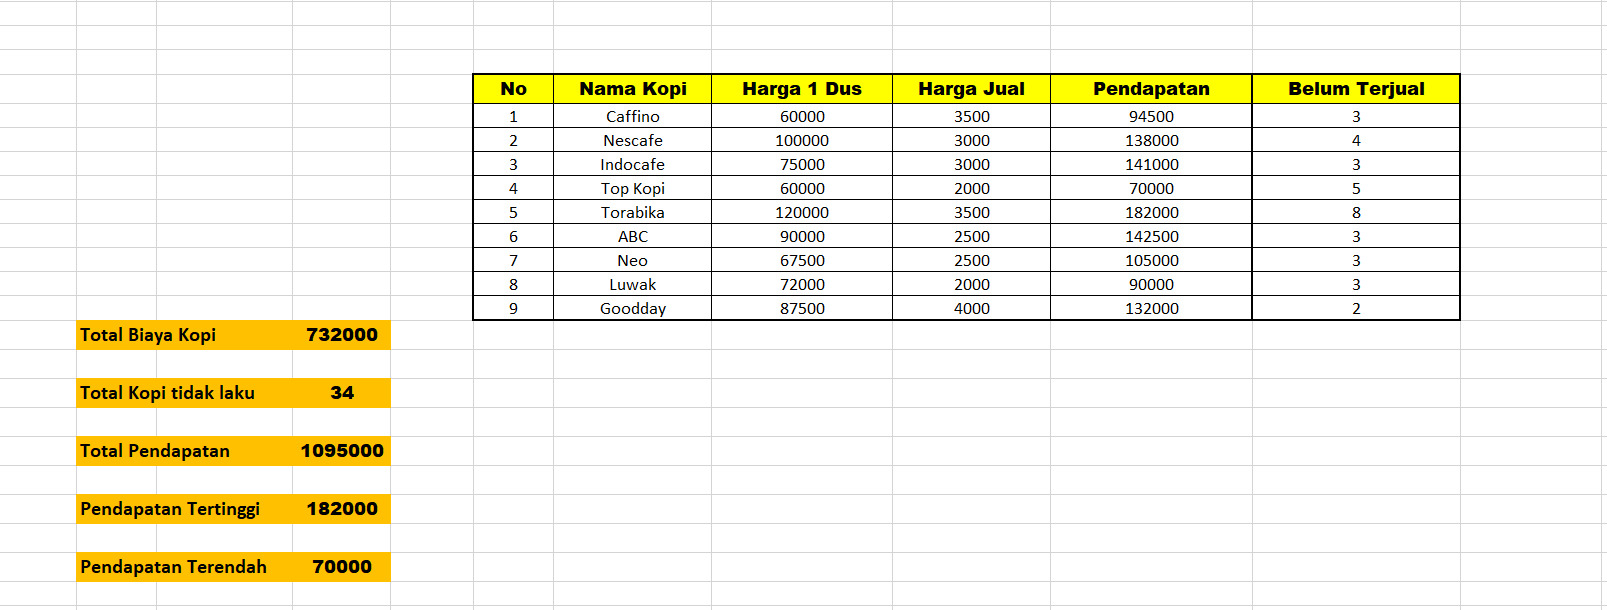 No Nama Kopi Harga 1 Dus Harga Jual Pendapatan Belum Terjual
1 Caffino 60000 3500 94500 3
2 Nescafe 100000 3000 138000 4
3 Indocafe 75000 3000 141000 3
4 Top Kopi 60000 2000 70000 5
5 Torabika 120000 3500 182000 8
6 ABC 90000 2500 142500 3
7 Neo 67500 2500 105000 3
8 Luwak 72000 2000 90000 3
9 Goodday 87500 4000 132000 2
Total Biaya Kopi 732000
Total Kopi tidak laku 34
Total Pendapatan 1095000
Pendapatan Tertinggi 182000
Pendapatan Terendah 70000